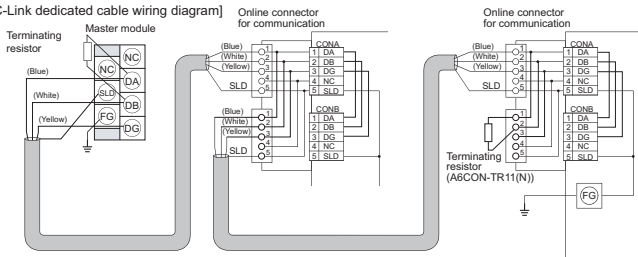 C-Link dedicated cable wiring diagram]
Terminating
resistor
Master module
NC
NC
DA
SLD
DB
FG
DG
(Blue)
(White)
(Yellow)
Online connector
for communication
(Blue)
(White)
(Yellow)
SLD
1
2
3
4
5
CONA
1 DA
2 DB
3 DG
4 NC
5 SLD
(Blue)
(White)
(Yellow)
SLD
1
2
3
4
5
CONB
1 DA
2 DB
3 DG
4 NC
5 SLD
Online connector
for communication
(Blue)
(White)
(Yellow)
SLD
1
2
3
4
5
CONA
1 DA
2 DB
3 DG
4 NC
5 SLD
1
2
3
4
5
CONB
1 DA
2 DB
3 DG
4 NC
5 SLD
Terminating
resistor
(A6CON-TR11(N))
FG